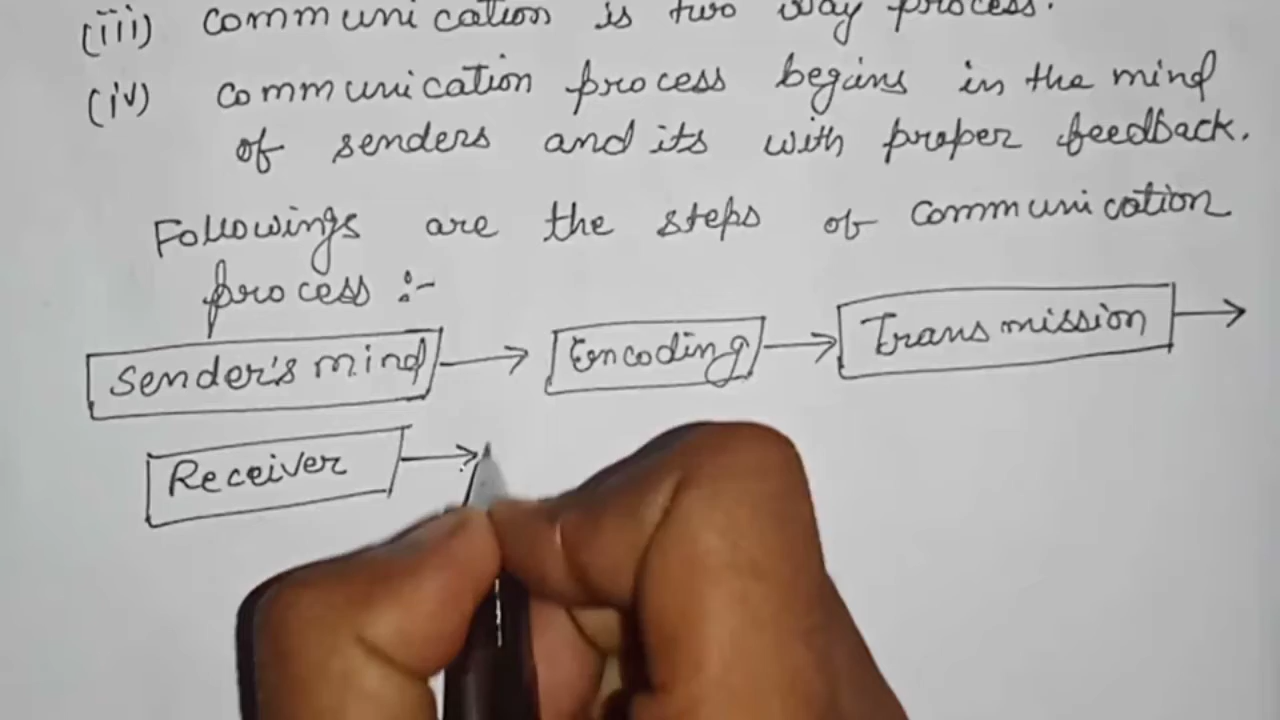 (iii) communication is two way process.
(iv) communication process begins in the mind
of senders and its with proper feedback.
Followings are the steps of communication
process :-
Sender's mind → Encoding → Transmission →
Receiver →